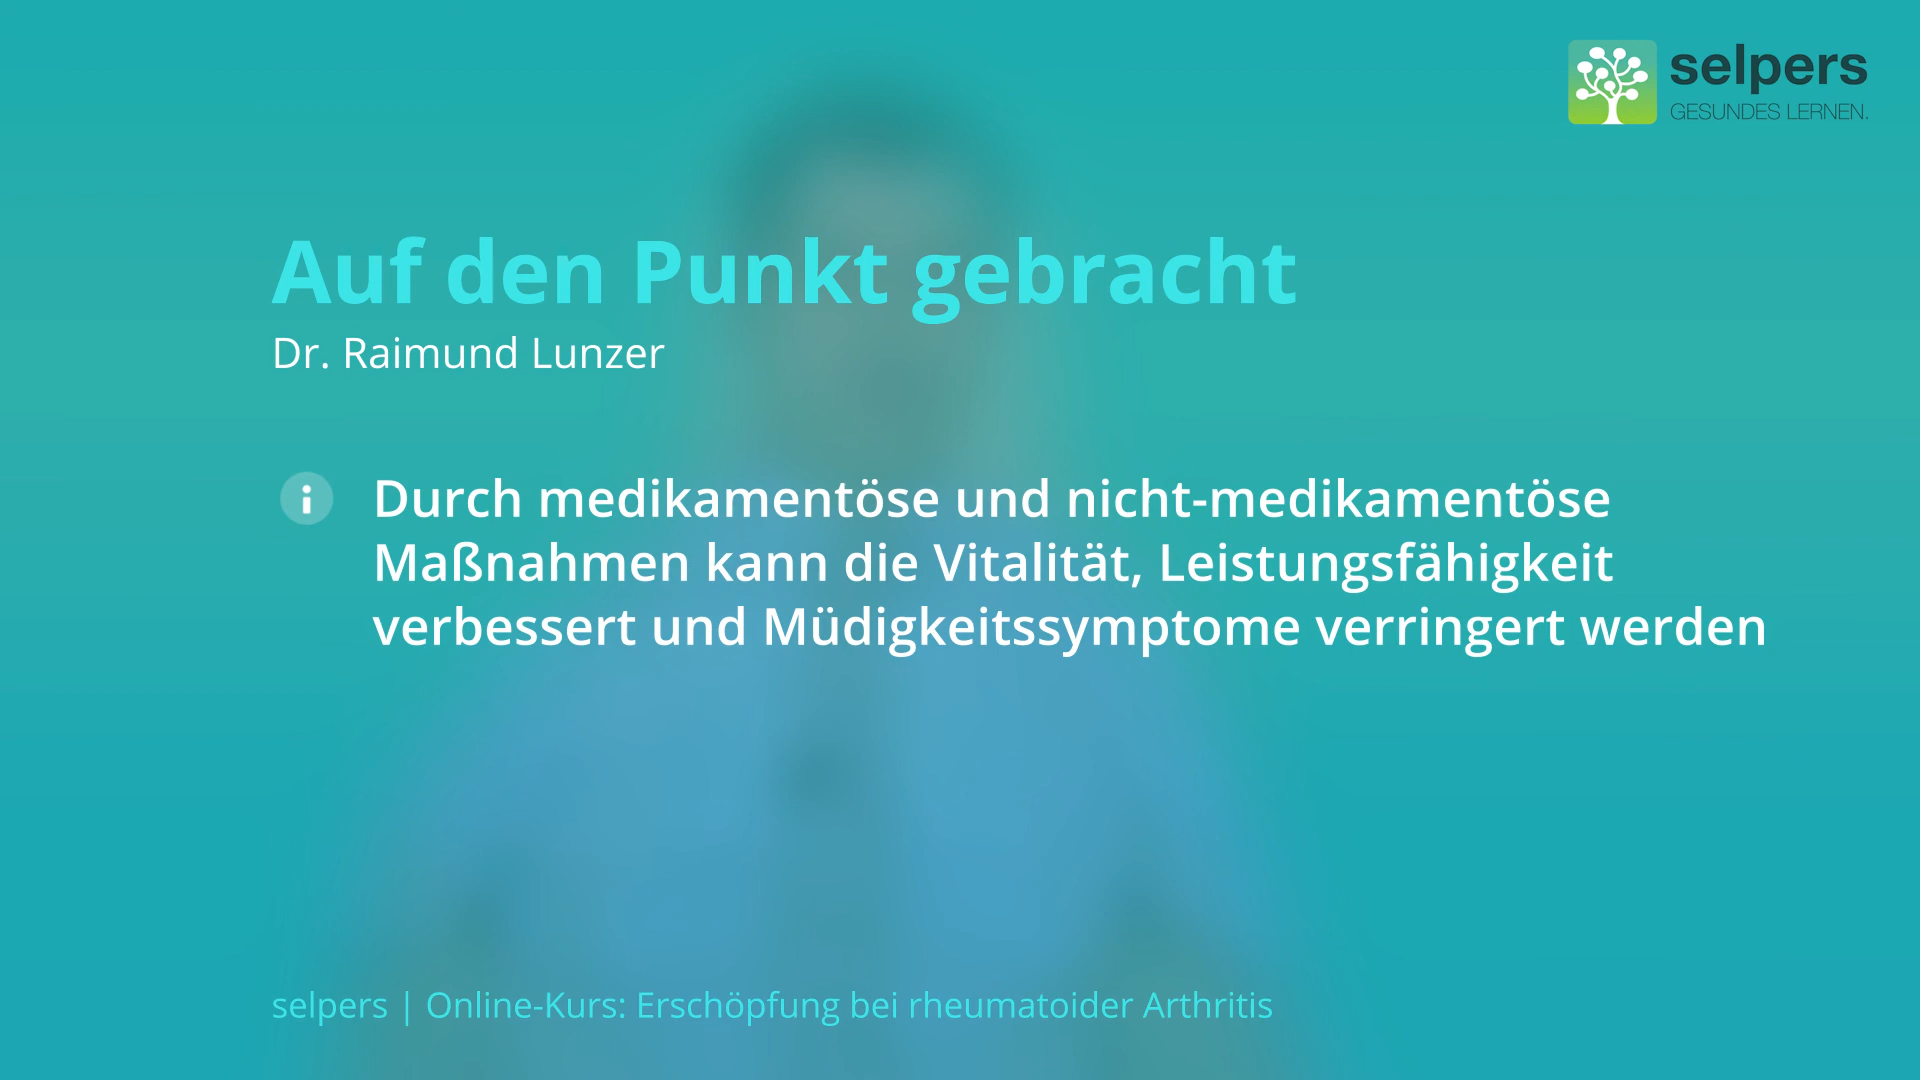 selpers
GESUNDES LERNEN.
Auf den Punkt gebracht
Dr. Raimund Lunzer
Durch medikamentöse und nicht-medikamentöse
Maßnahmen kann die Vitalität, Leistungsfähigkeit
verbessert und Müdigkeitssymptome verringert werden
selpers | Online-Kurs: Erschöpfung bei rheumatoider Arthritis